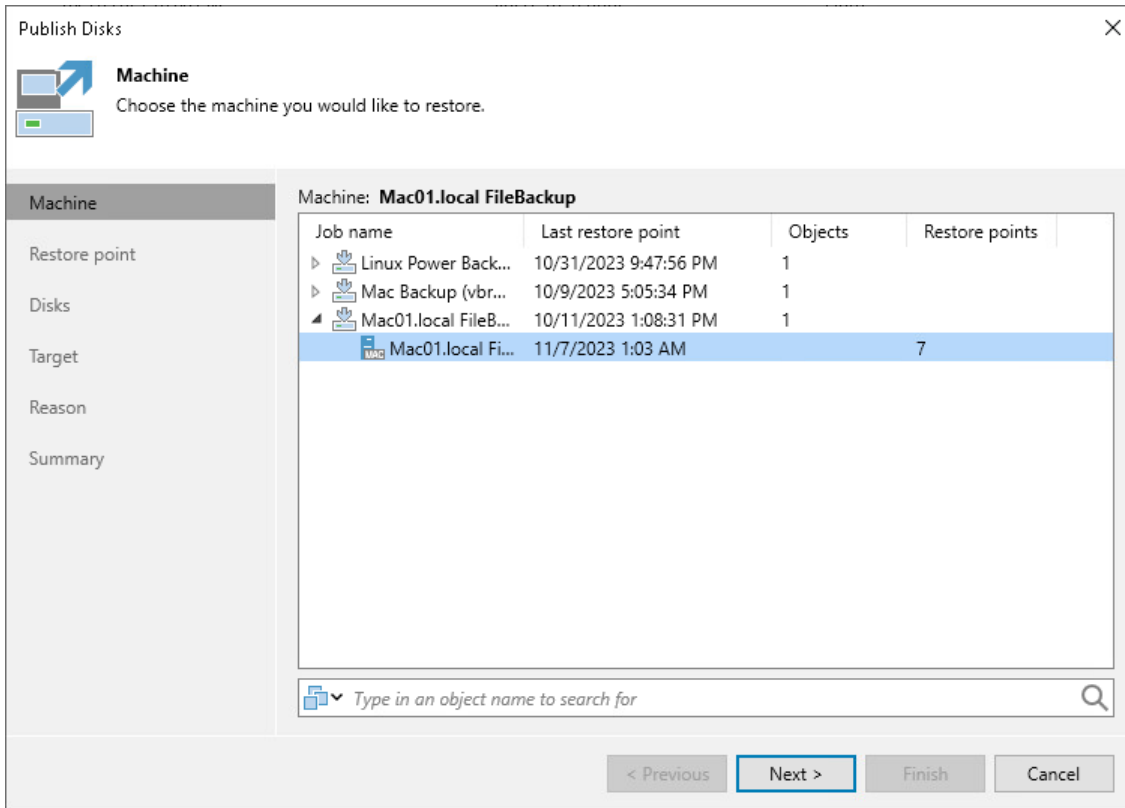 Publish Disks
Machine
Choose the machine you would like to restore.
Machine
Restore point
Disks
Target
Reason
Summary
Machine: Mac01.local FileBackup
Job name Last restore point Objects Restore points
Linux Power Back... 10/31/2023 9:47:56 PM 1
Mac Backup (vbr... 10/9/2023 5:05:34 PM 1
Mac01.local FileB... 10/11/2023 1:08:31 PM 1
MAC Mac01.local Fi... 11/7/2023 1:03 AM 7
Type in an object name to search for
< Previous Next > Finish Cancel